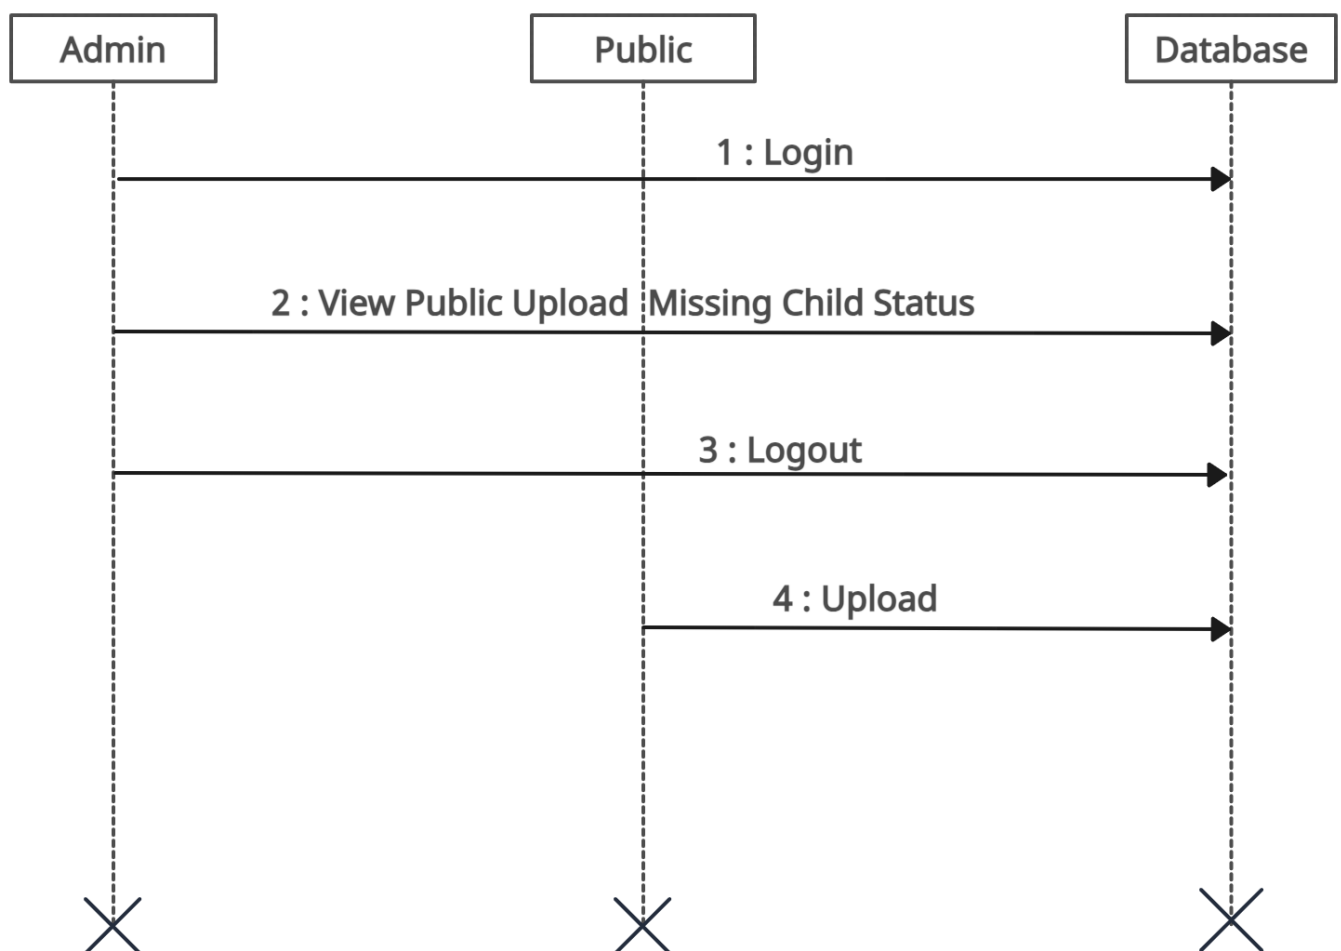 Admin
Public
Database
1 : Login
2 : View Public Upload Missing Child Status
3 : Logout
4 : Upload